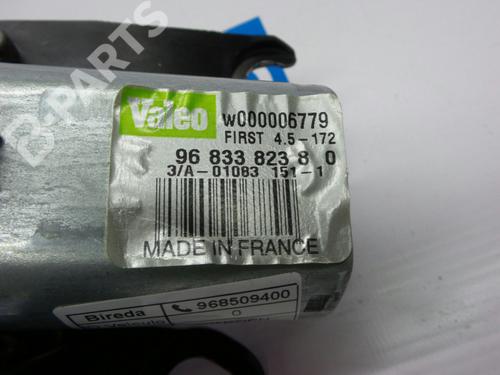 B-PARTS
Valeo
W000006779
FIRST 4.5-172
96 833 823 8 0
3/A-01083 151-1
MADE IN FRANCE
Bireda
968509400
0
Vehiculo